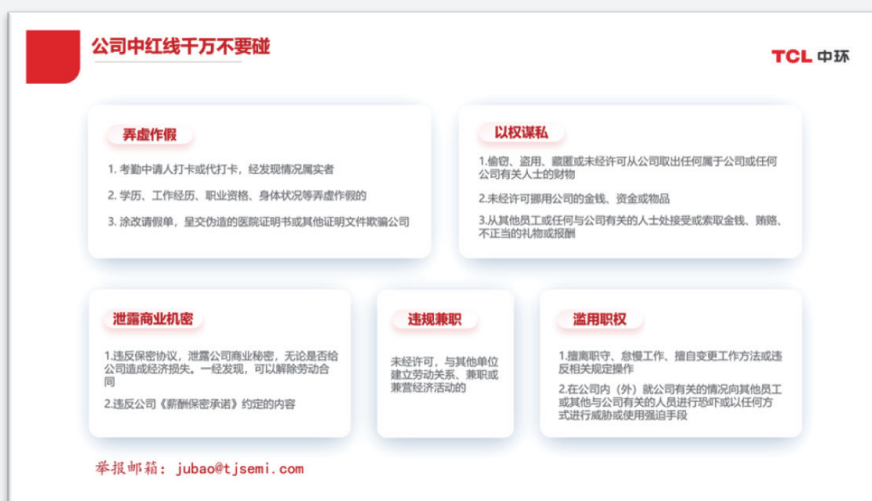 公司中红线千万不要碰
TCL 中环
弄虚作假
1. 考勤中请人打卡或代打卡，经发现情况属实者
2. 学历、工作经历、职业资格、身体状况等弄虚作假的
3. 涂改请假单，呈交伪造的医院证明书或其他证明文件欺骗公司
以权谋私
1.偷窃、盗用、藏匿或未经许可从公司取出任何属于公司或任何
公司有关人士的财物
2.未经许可挪用公司的金钱、资金或物品
3.从其他员工或任何与公司有关的人士处接受或索取金钱、贿赂、
不正当的礼物或报酬
泄露商业机密
1.违反保密协议，泄露公司商业秘密，无论是否给
公司造成经济损失。一经发现，可以解除劳动合
同
2.违反公司《薪酬保密承诺》约定的内容
违规兼职
未经许可，与其他单位
建立劳动关系、兼职或
兼营经济活动的
滥用职权
1.擅离职守、怠慢工作、擅自变更工作方法或违
反相关规定操作
2.在公司内（外）就公司有关的情况向其他员工
或其他与公司有关的人员进行恐吓或以任何方
式进行威胁或使用强迫手段
举报邮箱：jubao@tjsemi.com